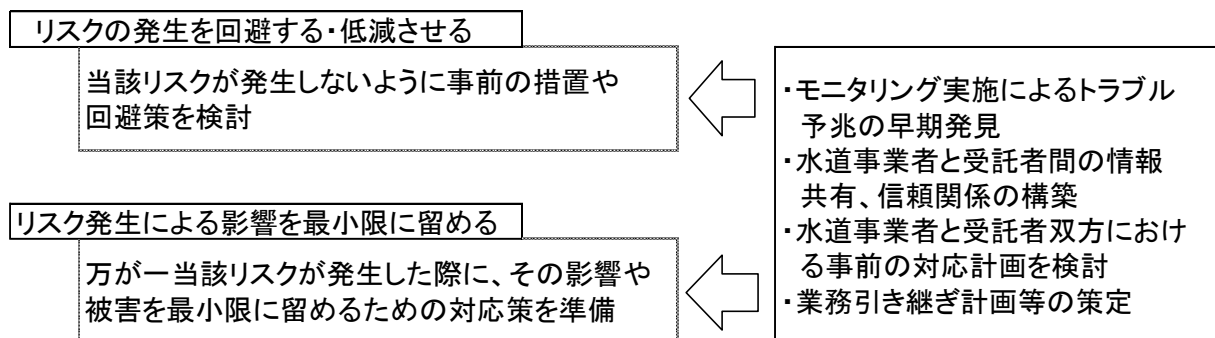 リスクの発生を回避する・低減させる
当該リスクが発生しないように事前の措置や
回避策を検討
リスク発生による影響を最小限に留める
万が一当該リスクが発生した際に、その影響や
被害を最小限に留めるための対応策を準備
・モニタリング実施によるトラブル
予兆の早期発見
・水道事業者と受託者間の情報
共有、信頼関係の構築
・水道事業者と受託者双方におけ
る事前の対応計画を検討
・業務引き継ぎ計画等の策定